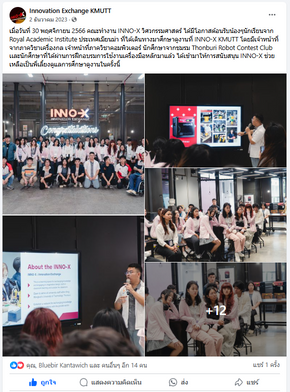 Innovation Exchange KMUTT
2 ธันวาคม 2023 ·
เมื่อวันที่ 30 พฤศจิกายน 2566 คณะทำงาน INNO-X วิศวกรรมศาสตร์ ได้มีโอกาสต้อนรับน้องๆนักเรียนจาก
Royal Academic Institute ประเทศเมียนม่า ที่ได้เดินทางมาศึกษาดูงานที่ INNO-X KMUTT โดยมีเจ้าหน้าที่
จากภาควิชาเครื่องกล เจ้าหน้าที่ภาควิชาคอมพิวเตอร์ นักศึกษาจากชมรม Thonburi Robot Contest Club
และนักศึกษาที่ได้ผ่านการฝึกอบรมการใช้งานเครื่องมือเหล่ามาแล้ว ได้เข้ามาให้การสนับสนุน INNO-X ช่วย
เหลือเป็นพี่เลี้ยงดูแลการศึกษาดูงานในครั้งนี้
INNO-X
Congratulations
About the INNO-X
+12
คุณ, Bluebir Kantawich และ คนอื่นๆ อีก 14 คน
แชร์ 1 ครั้ง
ถูกใจ
แสดงความคิดเห็น
ส่ง
แชร์